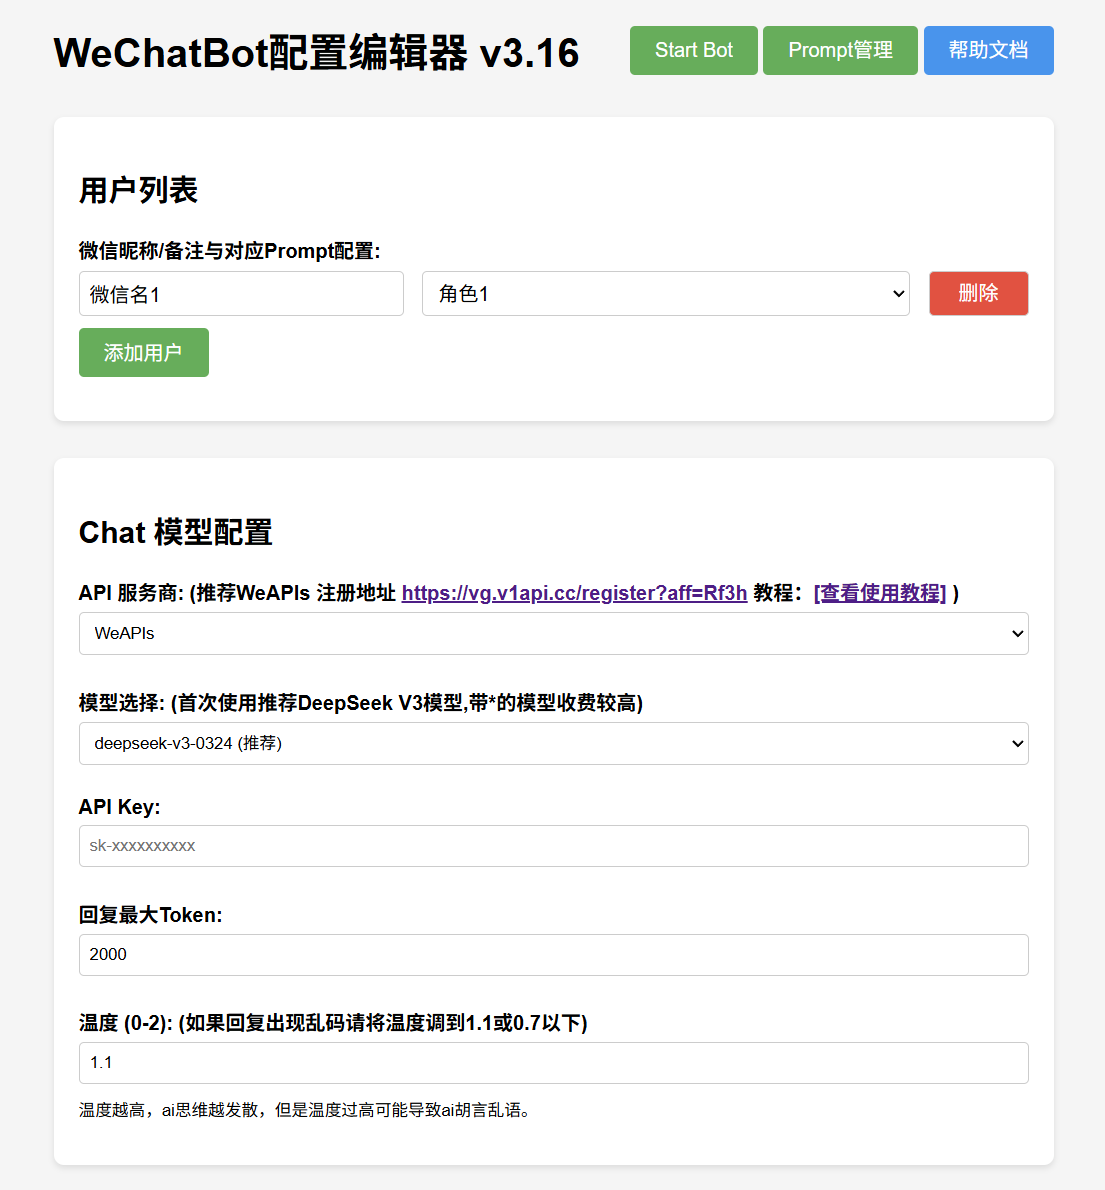 WeChatBot配置编辑器 v3.16
Start Bot
Prompt管理
帮助文档
用户列表
微信昵称/备注与对应Prompt配置:
微信名1
角色1
删除
添加用户
Chat 模型配置
API 服务商: (推荐WeAPIs 注册地址 https://vg.v1api.cc/register?aff=Rf3h 教程：[查看使用教程] )
WeAPIs
模型选择: (首次使用推荐DeepSeek V3模型,带*的模型收费较高)
deepseek-v3-0324 (推荐)
API Key:
sk-xxxxxxxxxx
回复最大Token:
2000
温度 (0-2): (如果回复出现乱码请将温度调到1.1或0.7以下)
1.1
温度越高，ai思维越发散，但是温度过高可能导致ai胡言乱语。